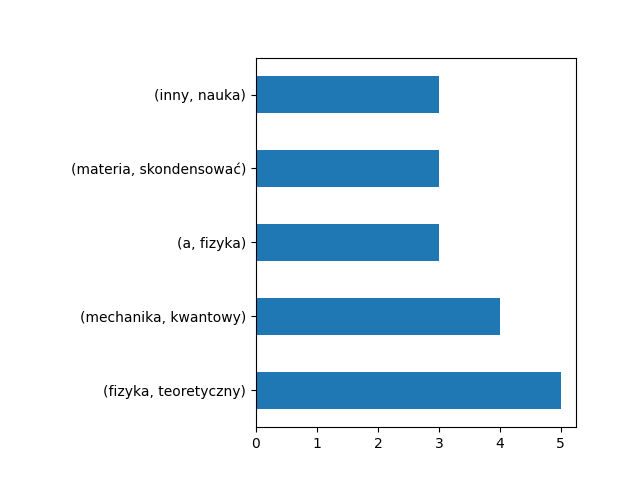 (inny, nauka)
(materia, skondensować)
(a, fizyka)
(mechanika, kwantowy)
(fizyka, teoretyczny)
0 1 2 3 4 5